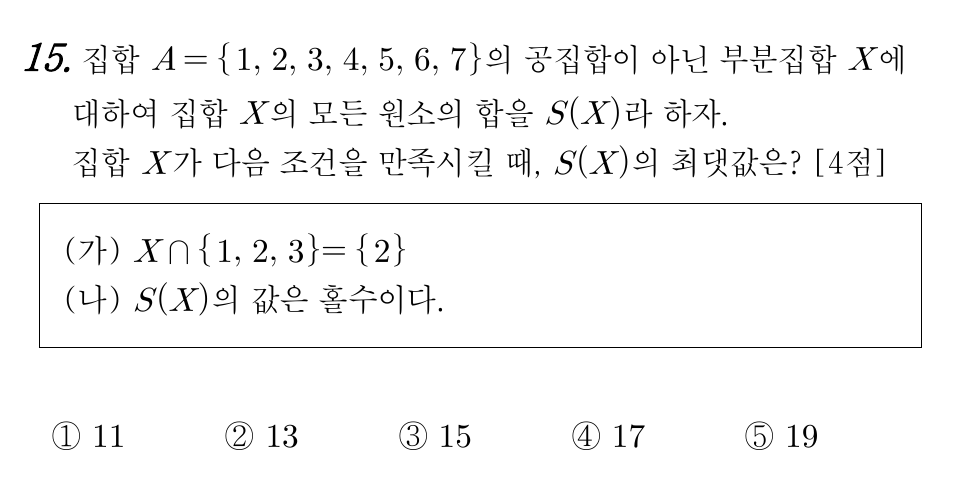 15. 집합 A={1, 2, 3, 4, 5, 6, 7}의 공집합이 아닌 부분집합 X에
대하여 집합 X의 모든 원소의 합을 S(X)라 하자.
집합 X가 다음 조건을 만족시킬 때, S(X)의 최댓값은? [4점]
(가) X∩{1, 2, 3}={2}
(나) S(X)의 값은 홀수이다.
① 11 ② 13 ③ 15 ④ 17 ⑤ 19